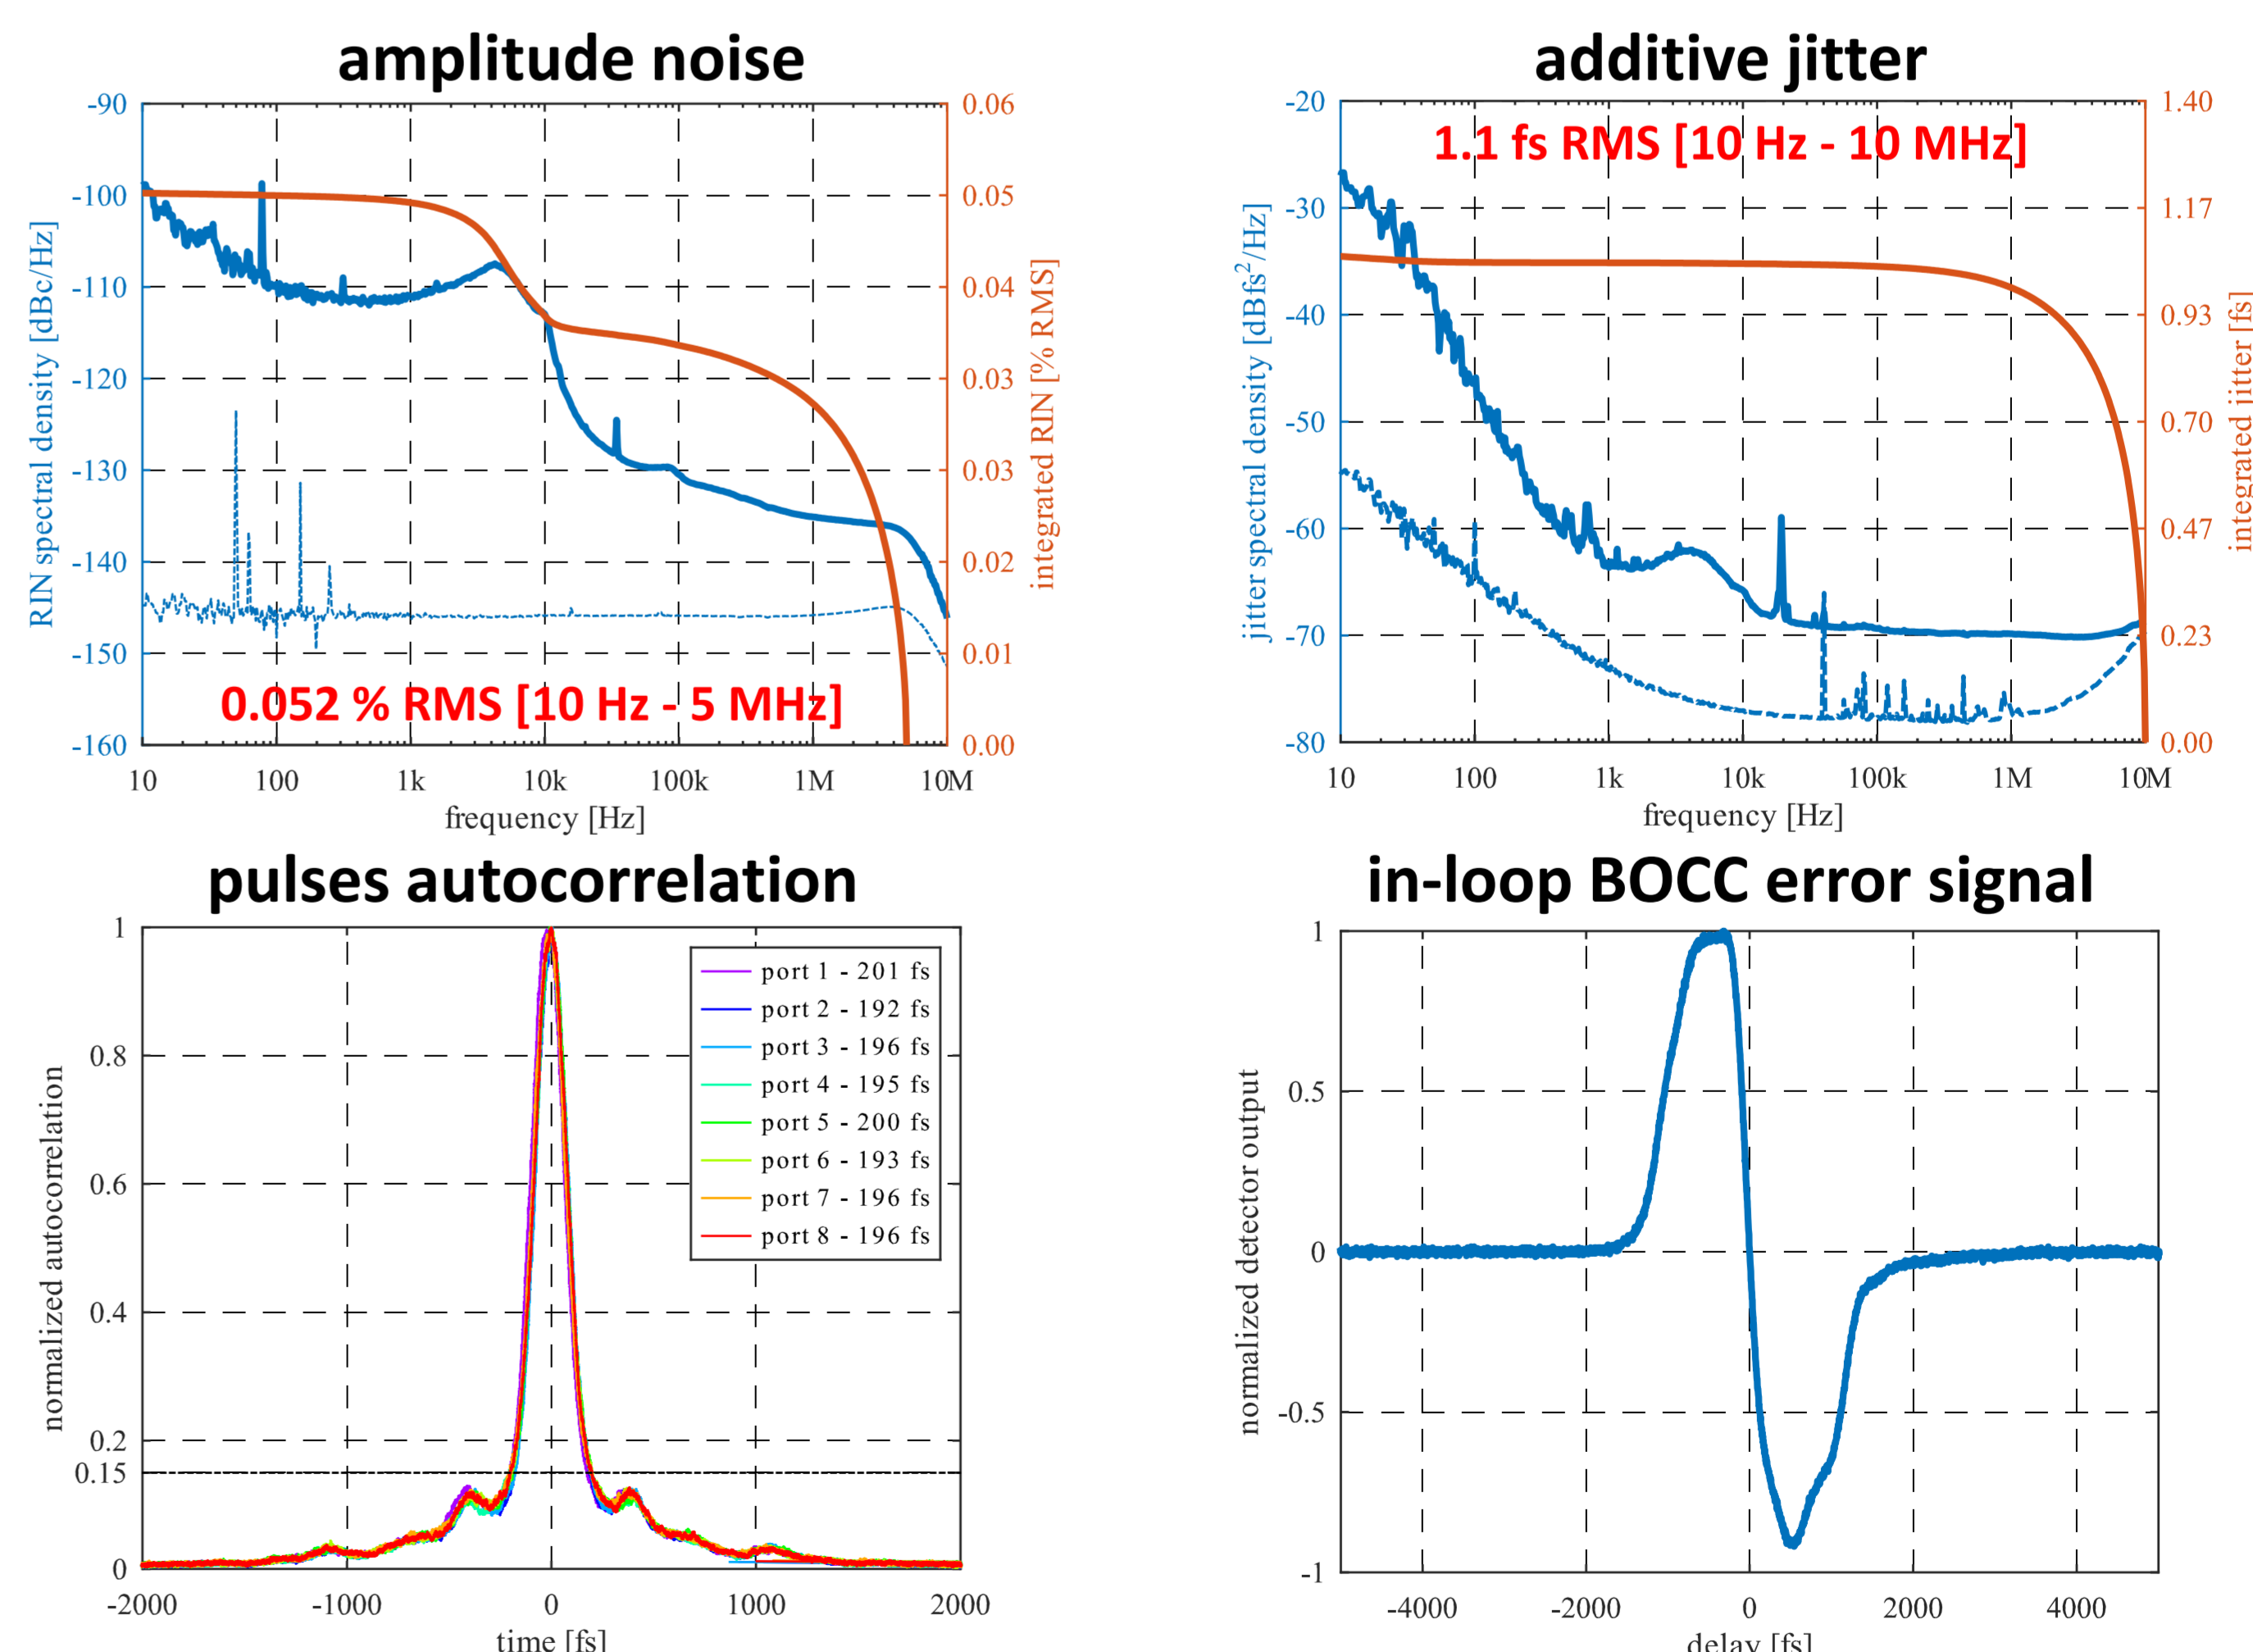 amplitude noise
-90
-100
-110
-120
-130
-140
-150
-160
RIN spectral density [dBc/Hz]
0.06
0.05
0.04
0.03
0.03
0.02
0.01
0.00
integrated RIN [% RMS]
0.052 % RMS [10 Hz - 5 MHz]
10 100 1k 10k 100k 1M 10M
frequency [Hz]
additive jitter
-20
-30
-40
-50
-60
-70
-80
jitter spectral density [dBfs²/Hz]
1.40
1.17
0.93
0.70
0.47
0.23
0.00
integrated jitter [fs]
1.1 fs RMS [10 Hz - 10 MHz]
10 100 1k 10k 100k 1M 10M
frequency [Hz]
pulses autocorrelation
1
0.8
0.6
0.4
0.2
0.15
0
normalized autocorrelation
port 1 - 201 fs
port 2 - 192 fs
port 3 - 196 fs
port 4 - 195 fs
port 5 - 200 fs
port 6 - 193 fs
port 7 - 196 fs
port 8 - 196 fs
-2000 -1000 0 1000 2000
time [fs]
in-loop BOCC error signal
1
0.5
0
-0.5
-1
normalized detector output
-4000 -2000 0 2000 4000
delay [fs]